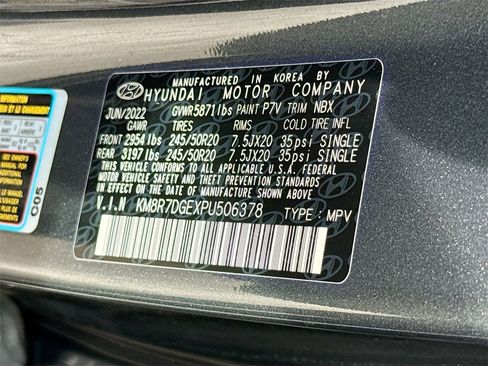 MANUFACTURED IN KOREA BY
HYUNDAI MOTOR COMPANY
JUN/2022 GVWR 5871lbs PAINT P7V TRIM NBX
GAWR TIRES RIMS COLD TIRE INFL
FRONT 2954lbs 245/50R20 7.5JX20 35psi SINGLE
REAR 3197lbs 245/50R20 7.5JX20 35psi SINGLE
THIS VEHICLE CONFORMS TO ALL APPLICABLE U.S.A. FEDERAL
MOTOR VEHICLE SAFETY, BUMPER, AND THEFT PREVENTION
STANDARDS IN EFFECT ON THE DATE OF MANUFACTURE SHOWN ABOVE.
V.I.N KM8R7DGEXPU506378 TYPE : MPV
C05